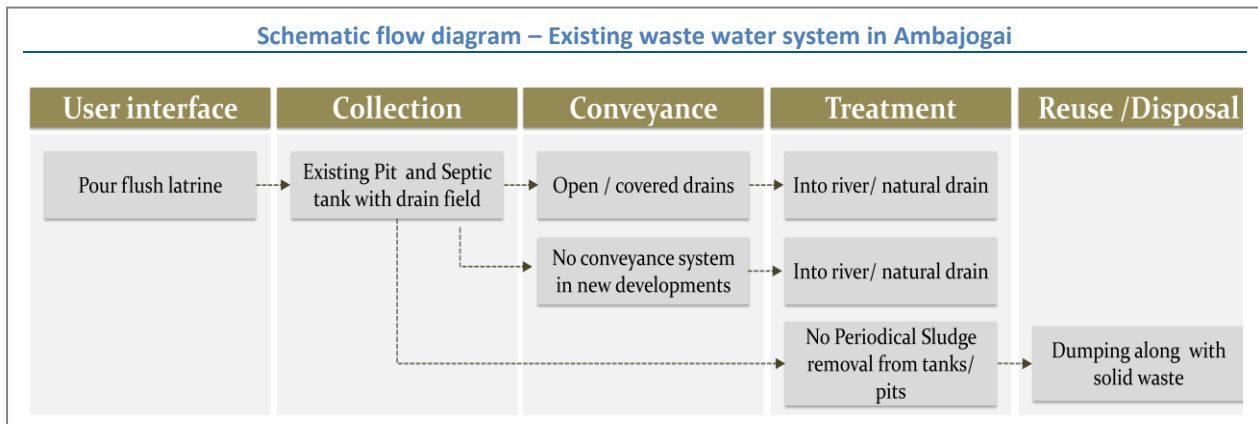 Schematic flow diagram – Existing waste water system in Ambajogai
User interface
Collection
Conveyance
Treatment
Reuse /Disposal
Pour flush latrine
Existing Pit and Septic
tank with drain field
Open / covered drains
Into river/ natural drain
No conveyance system
in new developments
Into river/ natural drain
No Periodical Sludge
removal from tanks/
pits
Dumping along with
solid waste